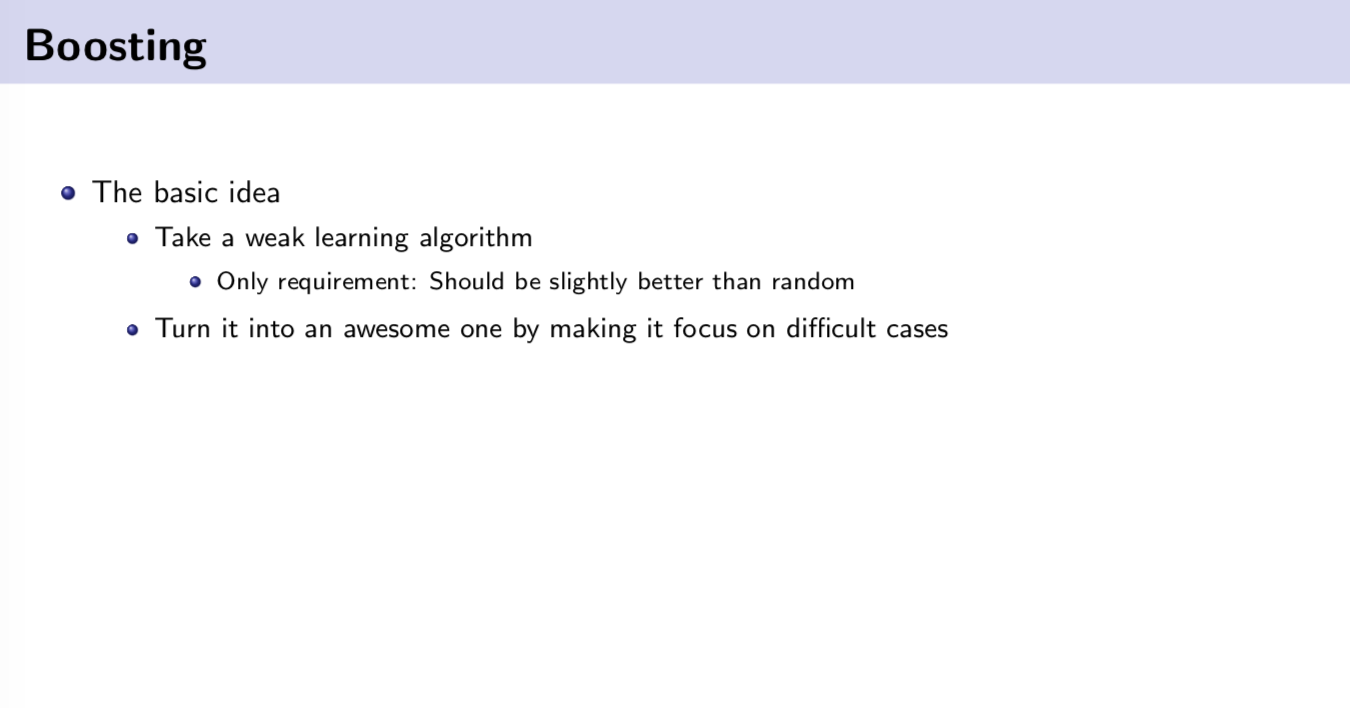 Boosting
The basic idea
Take a weak learning algorithm
Only requirement: Should be slightly better than random
Turn it into an awesome one by making it focus on difficult cases